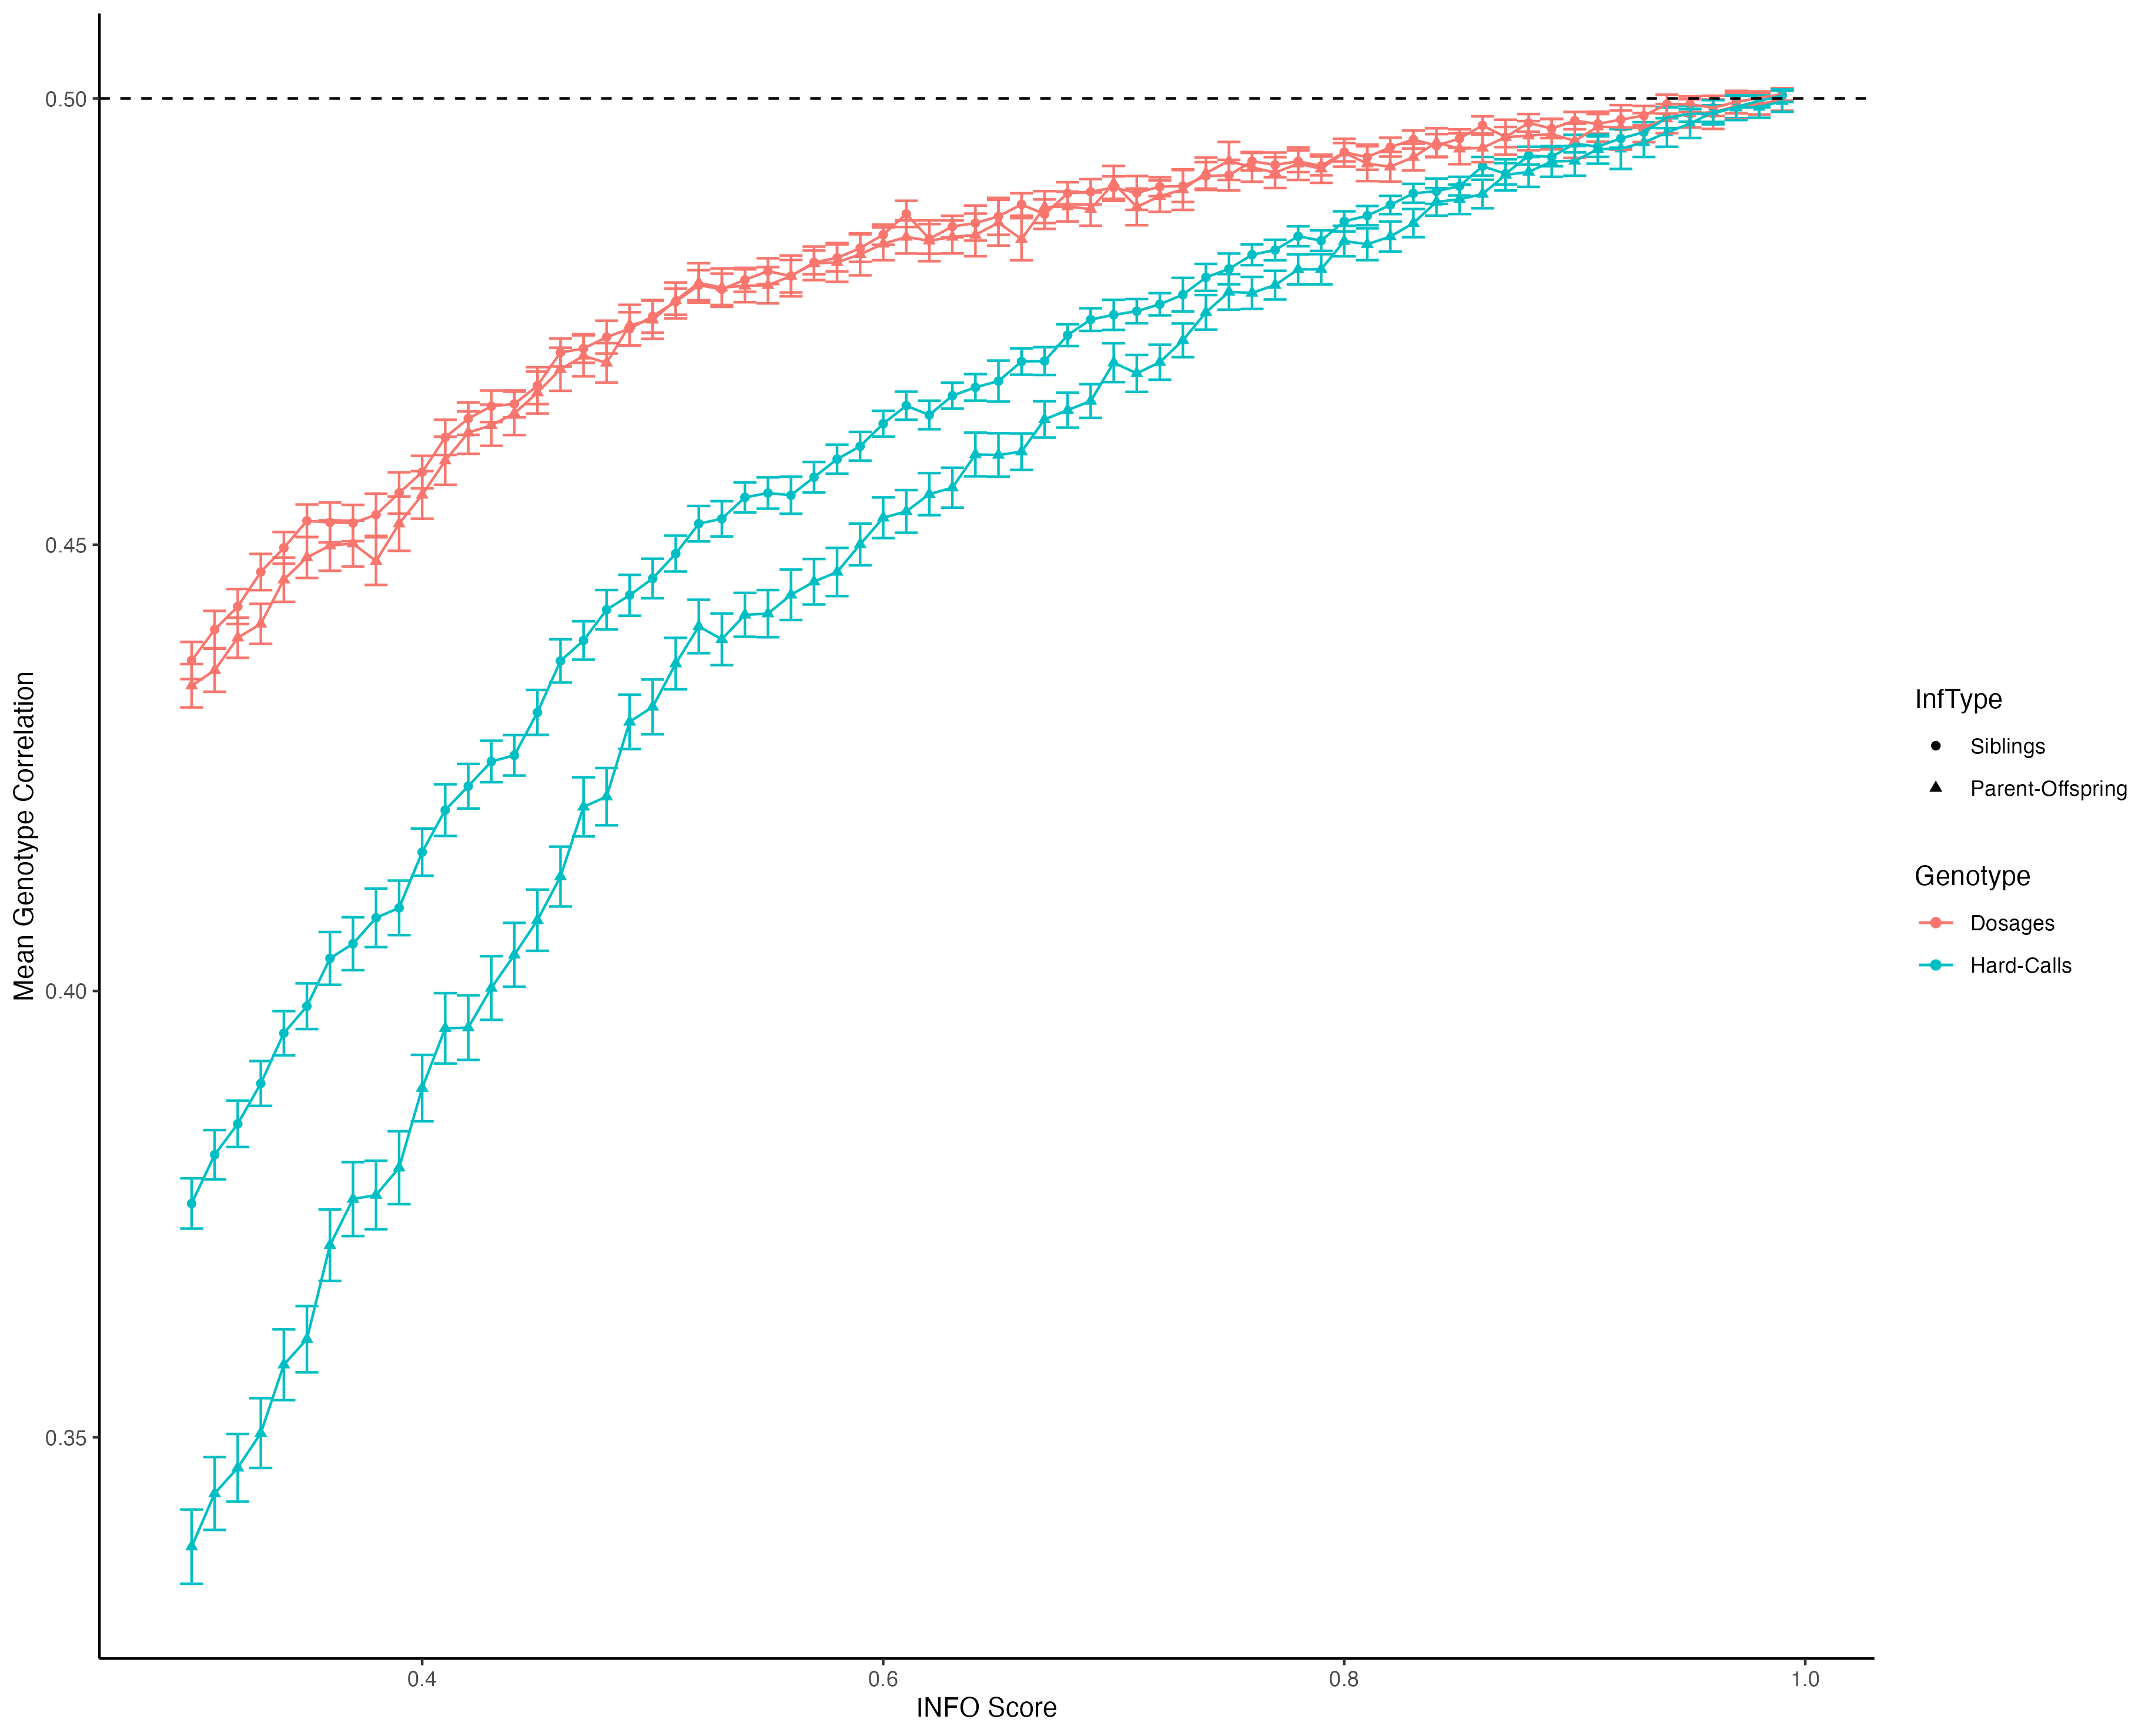 Mean Genotype Correlation
0.50
0.45
0.40
0.35
0.4
0.6
0.8
1.0
INFO Score
InfType
Siblings
Parent-Offspring
Genotype
Dosages
Hard-Calls